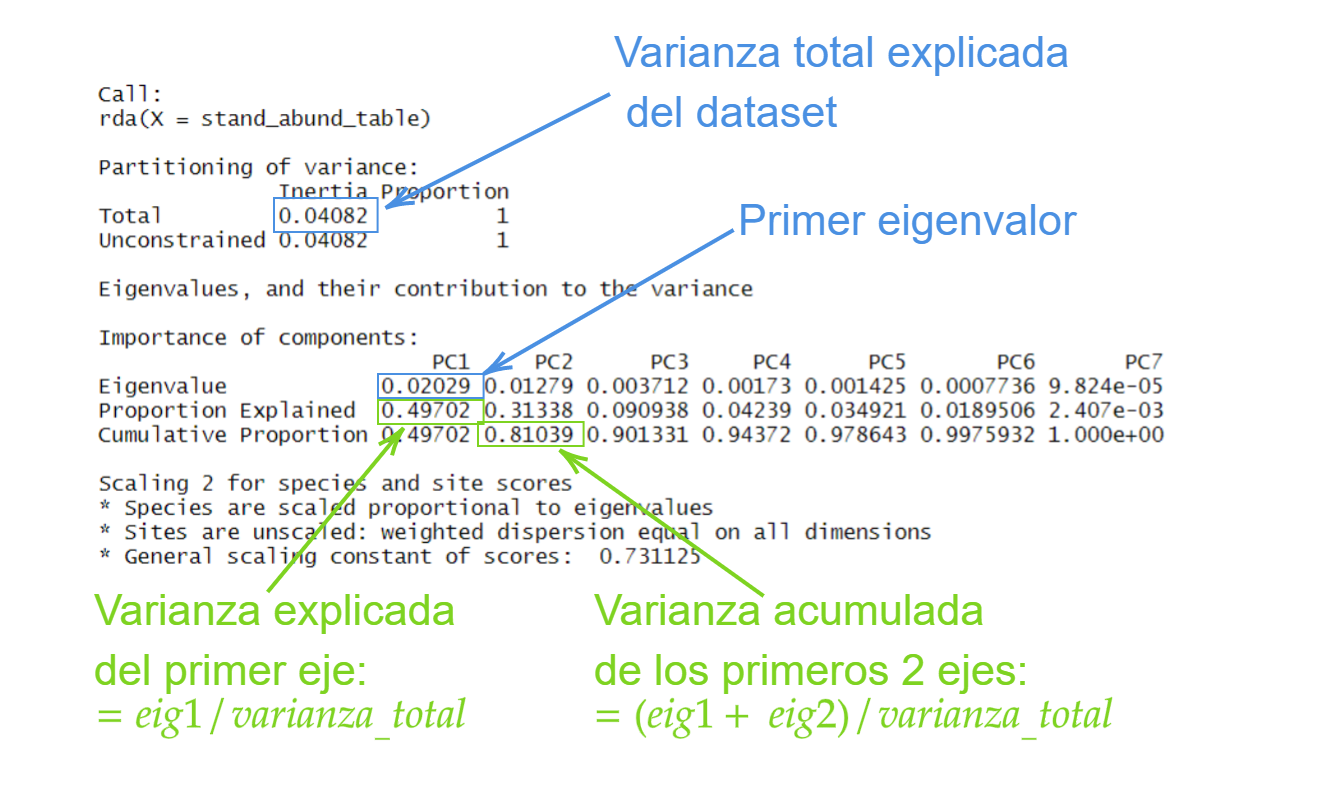 Varianza total explicada
del dataset
Call:
rda(X = stand_abund_table)
Partitioning of variance:
Inertia Proportion
Total 0.04082 1
Unconstrained 0.04082 1
Primer eigenvalor
Eigenvalues, and their contribution to the variance
Importance of components:
PC1 PC2 PC3 PC4 PC5 PC6 PC7
Eigenvalue 0.02029 0.01279 0.003712 0.00173 0.001425 0.0007736 9.824e-05
Proportion Explained 0.49702 0.31338 0.090938 0.04239 0.034921 0.0189506 2.407e-03
Cumulative Proportion 0.49702 0.81039 0.901331 0.94372 0.978643 0.9975932 1.000e+00
Scaling 2 for species and site scores
* Species are scaled proportional to eigenvalues
* Sites are unscaled: weighted dispersion equal on all dimensions
* General scaling constant of scores: 0.731125
Varianza explicada
del primer eje:
= eig1 / varianza_total
Varianza acumulada
de los primeros 2 ejes:
= (eig1 + eig2) / varianza_total